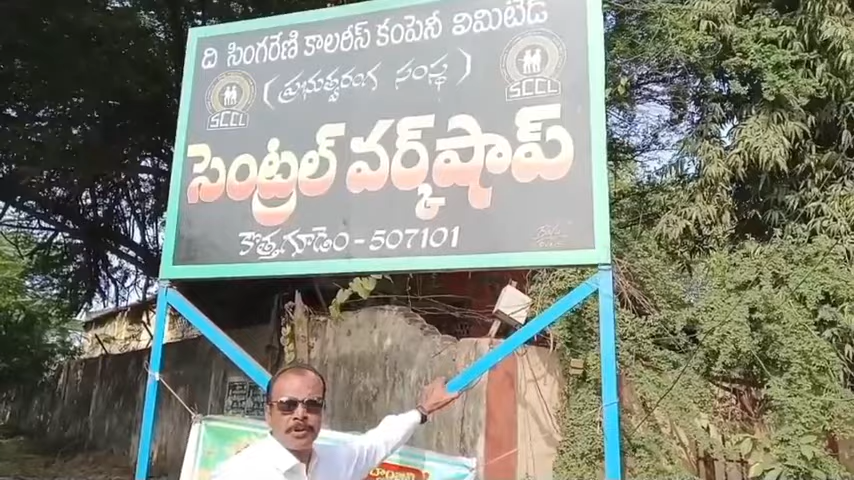 ది సింగరేణి కాలరీస్ కంపెనీ లిమిటేడ్
(ప్రభుత్వరంగ సంస్థ)
SCCL
SCCL
సెంట్రల్ వర్క్‌షాప్
కొత్తగూడెం-507101